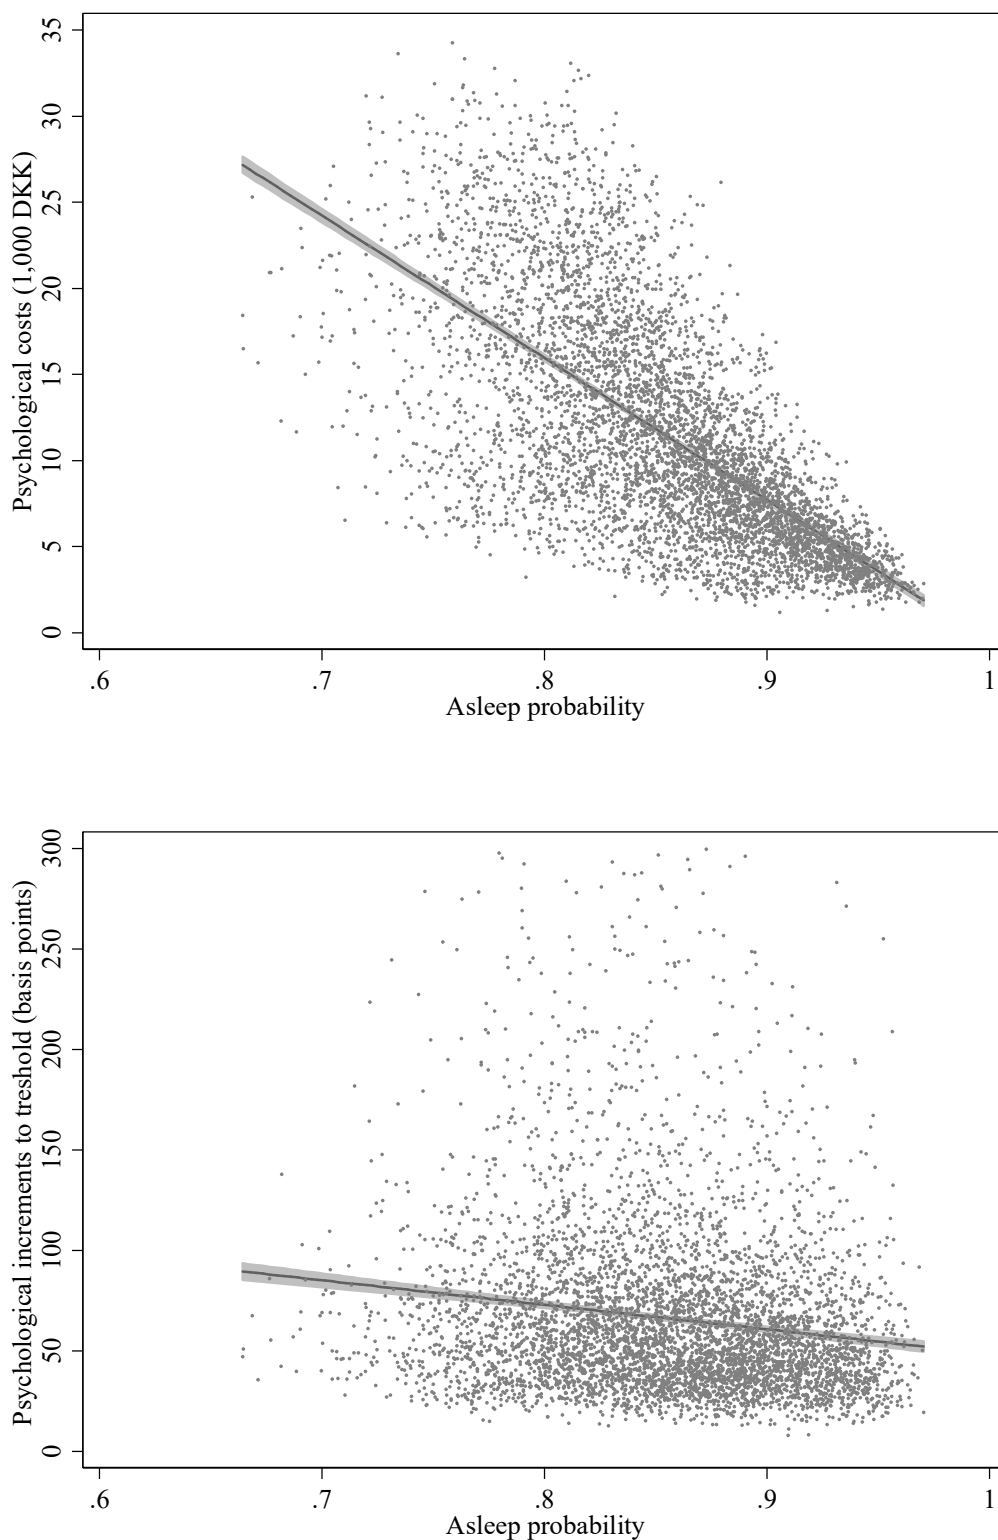 Psychological costs (1,000 DKK)
35
30
25
20
15
10
5
0
.6 .7 .8 .9 1
Asleep probability
Psychological increments to treshold (basis points)
300
250
200
150
100
50
0
.6 .7 .8 .9 1
Asleep probability